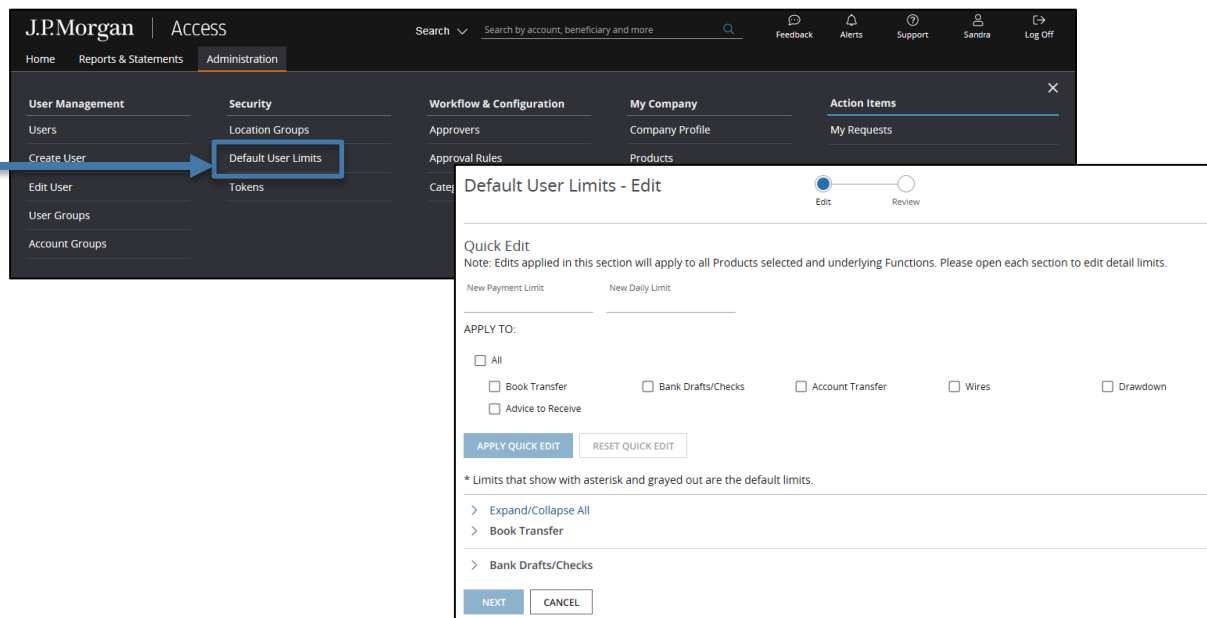 J.P.Morgan | Access
Search Search by account, beneficiary and more
Feedback Alerts Support Sandra Log Off
Home Reports & Statements Administration
User Management Security Workflow & Configuration My Company Action Items
Users Location Groups Approvers Company Profile My Requests
Create User Default User Limits Approval Rules Products
Edit User Tokens
User Groups
Account Groups
Default User Limits - Edit
Edit Review
Quick Edit
Note: Edits applied in this section will apply to all Products selected and underlying Functions. Please open each section to edit detail limits.
New Payment Limit New Daily Limit
APPLY TO:
All
Book Transfer Bank Drafts/Checks Account Transfer Wires Drawdown
Advice to Receive
APPLY QUICK EDIT RESET QUICK EDIT
* Limits that show with asterisk and grayed out are the default limits.
Expand/Collapse All
Book Transfer
Bank Drafts/Checks
NEXT CANCEL